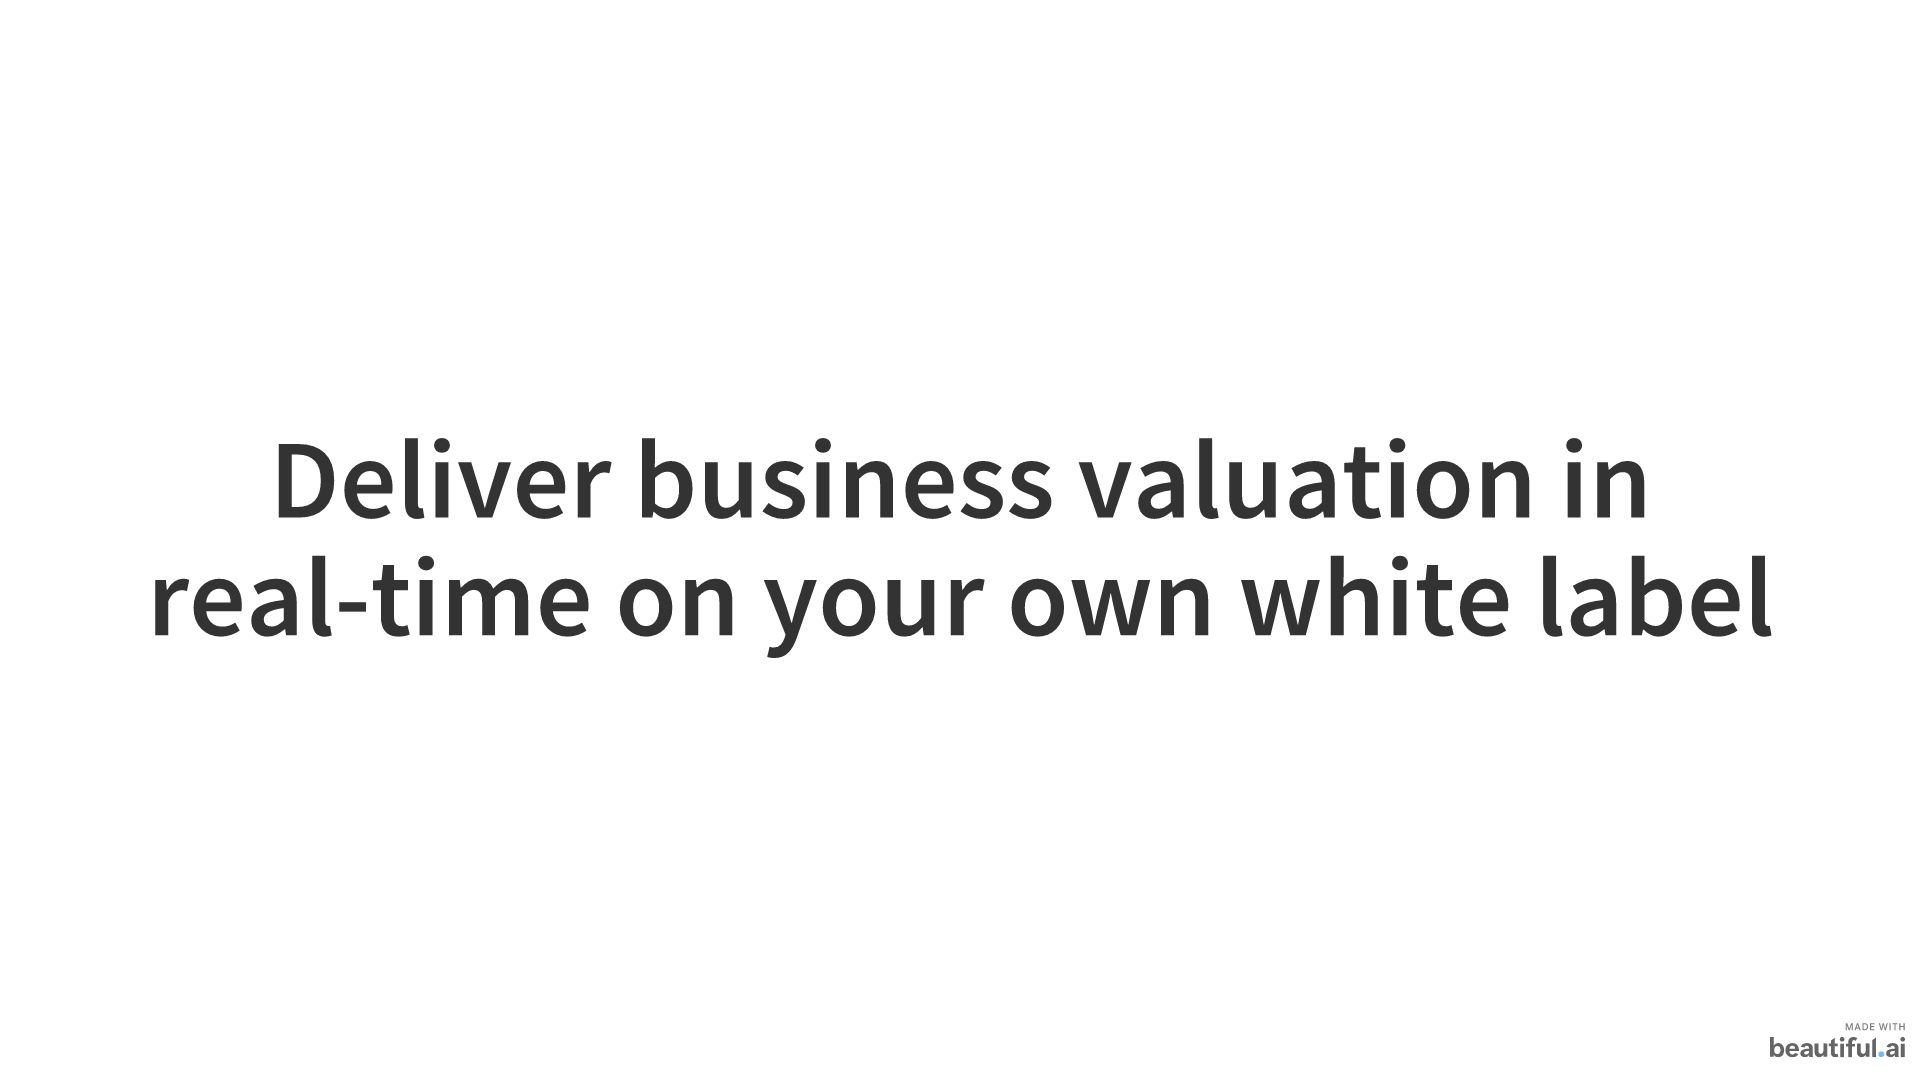 Deliver business valuation in
real-time on your own white label
MADE WITH
beautiful.ai